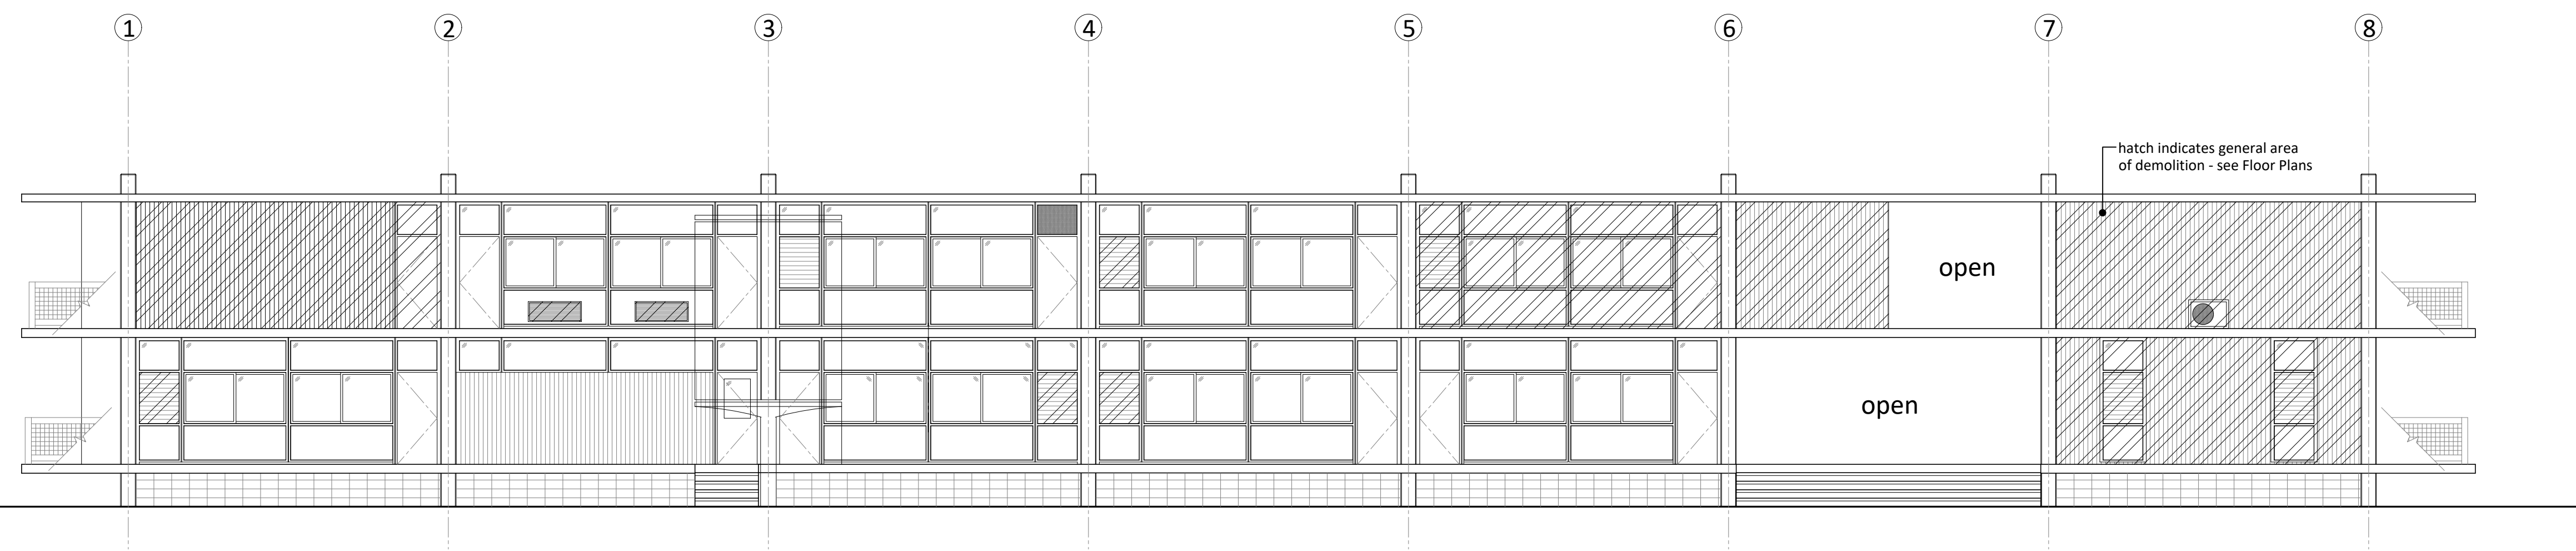 1 2 3 4 5 6 7 8
hatch indicates general area
of demolition - see Floor Plans
open
open